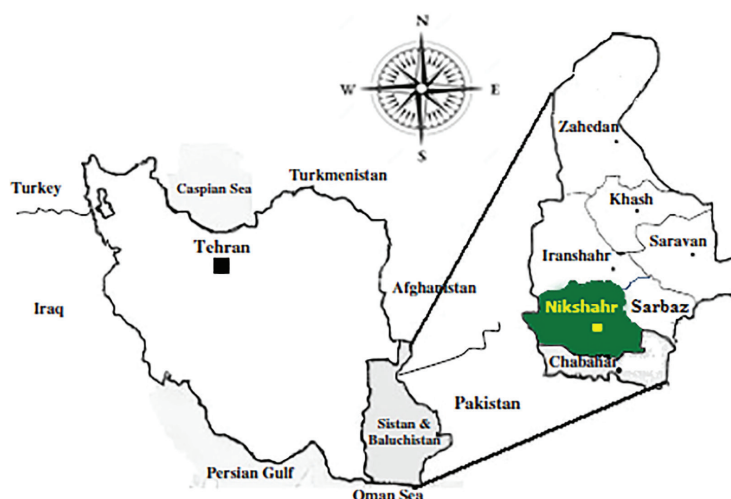 N
W
E
S
Zahedan
Turkey
Caspian Sea
Turkmenistan
Khash
Saravan
Tehran
Iranshahr
Afghanistan
Iraq
Nikshahr
Sarbaz
Chabahar
Pakistan
Sistan &
Baluchistan
Persian Gulf
Oman Sea